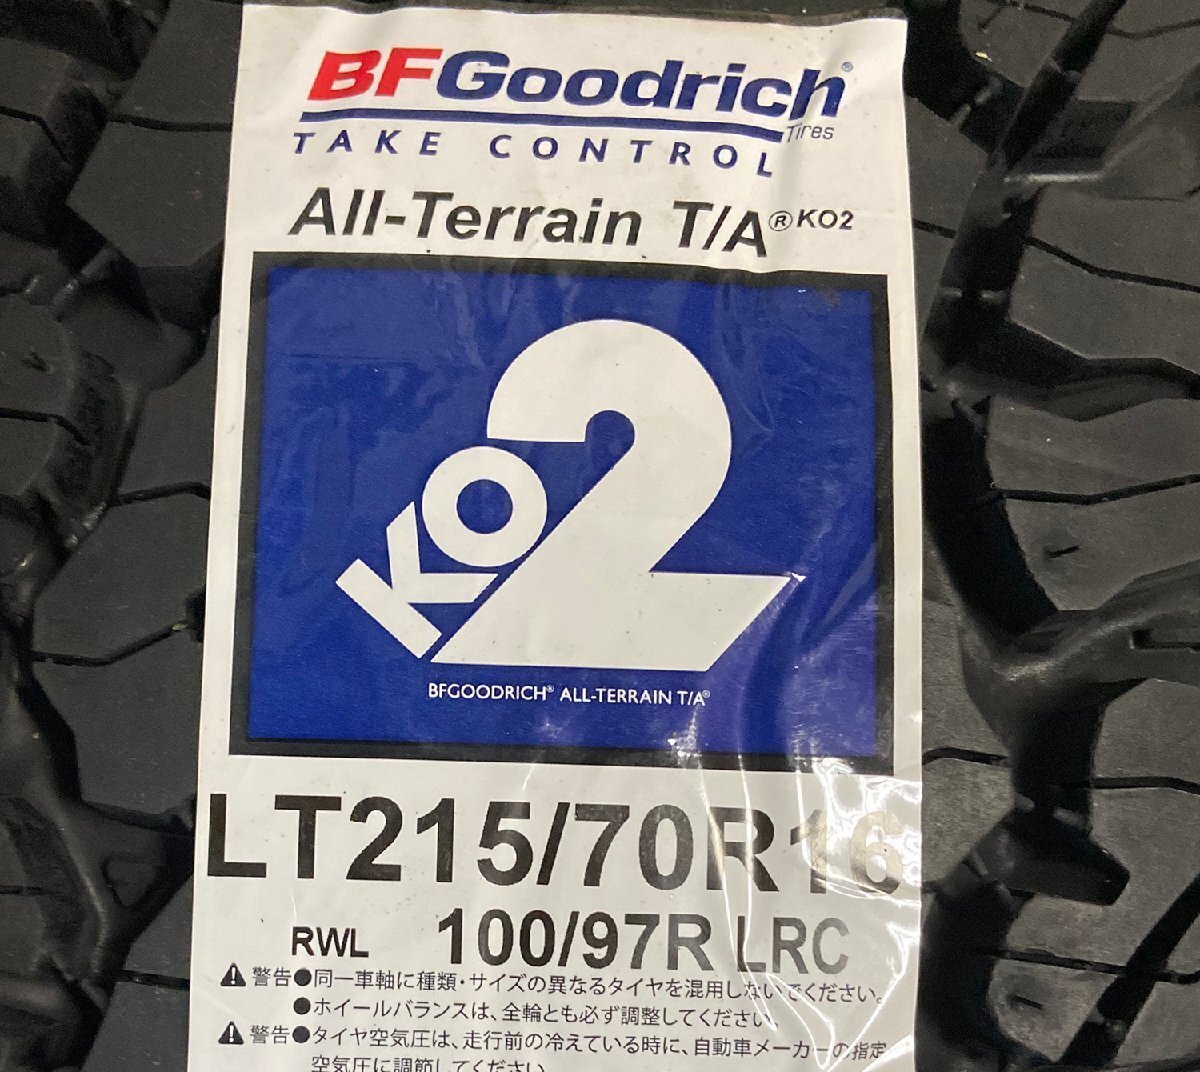 BFGoodrich®
Tires
TAKE CONTROL
All-Terrain T/A® KO2
KO2
BFGOODRICH® ALL-TERRAIN T/A®
LT215/70R16
RWL 100/97R LRC
警告●同一車軸に種類・サイズの異なるタイヤを混用しないでください。
●ホイールバランスは、全輪とも必ず調整してください。
警告●タイヤ空気圧は、走行前の冷えている時に、自動車メーカーの指定
空気圧に調節してください。